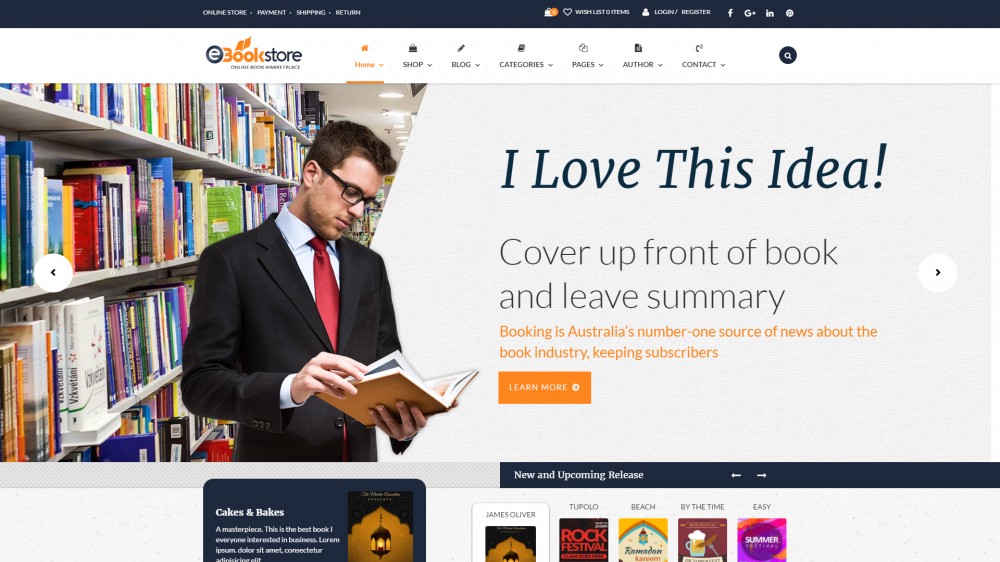 ONLINE STORE PAYMENT SHIPPING RETURN
0 WISH LIST 0 ITEMS LOGIN / REGISTER
eBookstore
ONLINE BOOK MARKETPLACE
Home SHOP BLOG CATEGORIES PAGES AUTHOR CONTACT
I Love This Idea!
Cover up front of book
and leave summary
Booking is Australia's number-one source of news about the
book industry, keeping subscribers
LEARN MORE
Vzkvétání
Vzkvétání
New and Upcoming Release
Cakes & Bakes
A masterpiece. This is the best book I
everyone interested in business. Lorem
ipsum. dolor sit amet, consectetur
adipisicing elit
JAMES OLIVER
TUPOLO
BEACH
BY THE TIME
EASY
ROCK
FESTIVAL
Ramadan
kareem
SUMMER
FESTIVAL